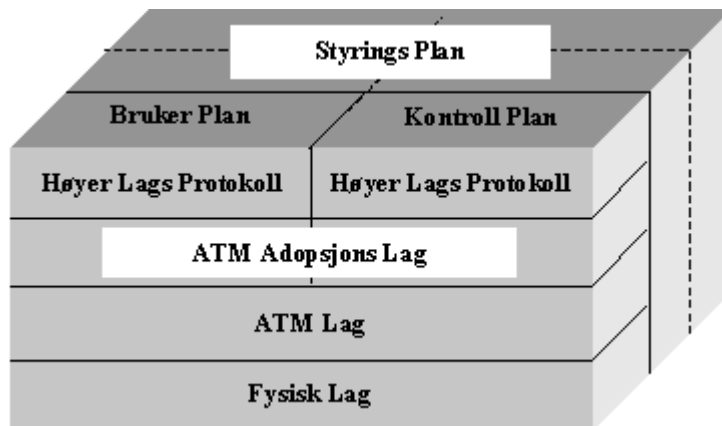 Styrings Plan
Bruker Plan
Kontroll Plan
Høyer Lags Protokoll
Høyer Lags Protokoll
ATM Adopsjons Lag
ATM Lag
Fysisk Lag